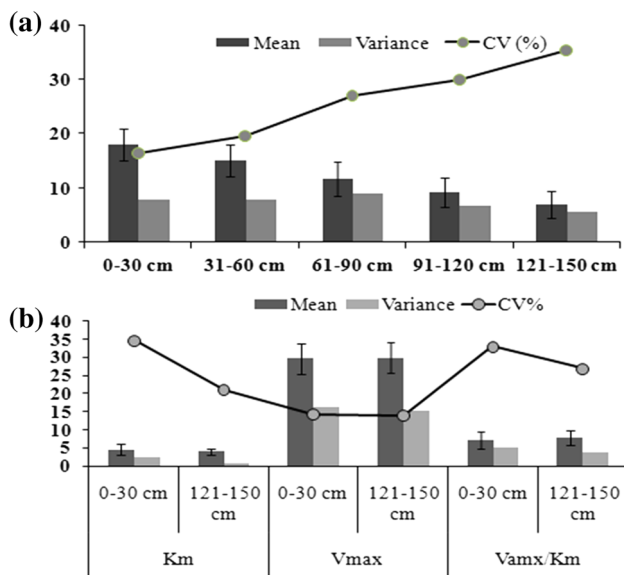 (a)
40
30
20
10
0
Mean Variance CV (%)
0-30 cm 31-60 cm 61-90 cm 91-120 cm 121-150 cm
(b)
40
35
30
25
20
15
10
5
0
Mean Variance CV%
0-30 cm 121-150 cm 0-30 cm 121-150 cm 0-30 cm 121-150 cm
Km Vmax Vamx/Km